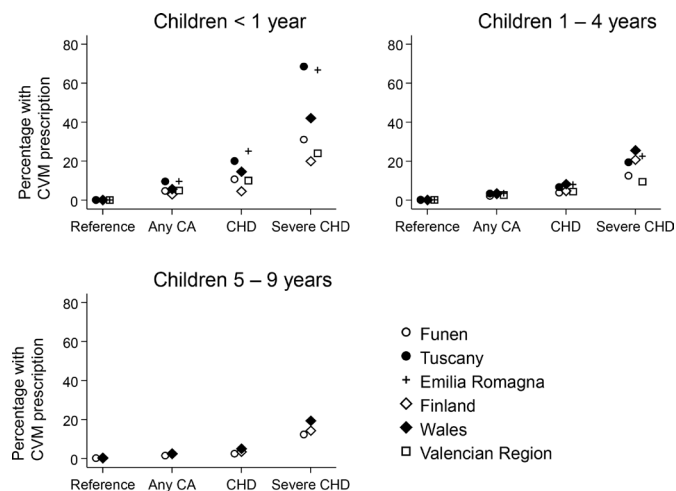 Children < 1 year
Percentage with
CVM prescription
80
60
40
20
0
Reference Any CA CHD Severe CHD
Children 1 – 4 years
80
60
40
20
0
Reference Any CA CHD Severe CHD
Children 5 – 9 years
Percentage with
CVM prescription
80
60
40
20
0
Reference Any CA CHD Severe CHD
Funen
Tuscany
Emilia Romagna
Finland
Wales
Valencian Region